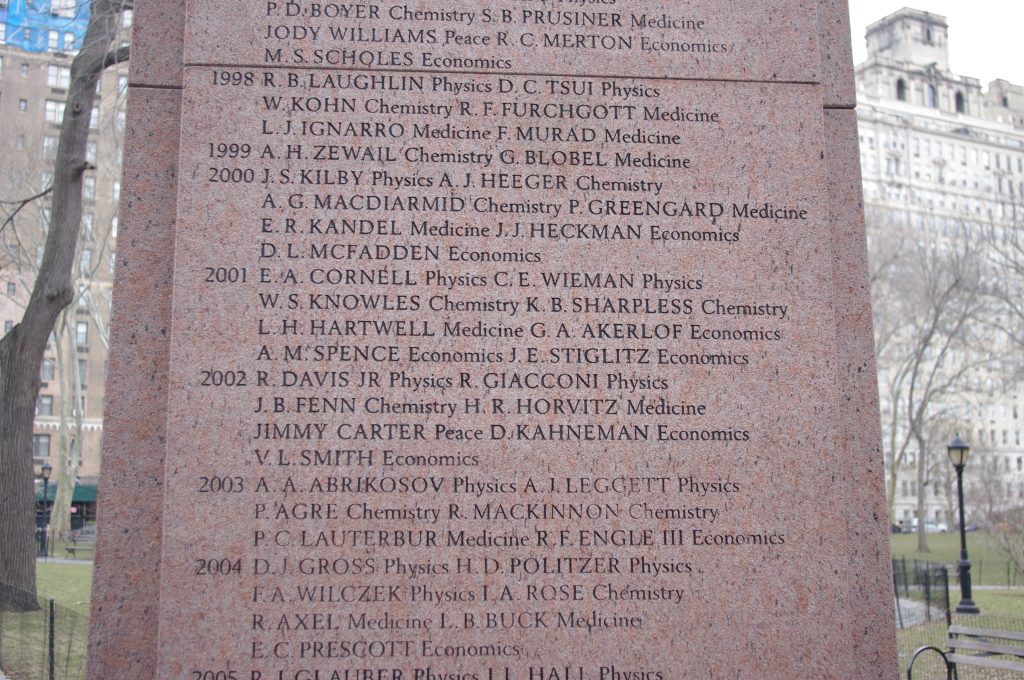 Physics
P. D. BOYER Chemistry S. B. PRUSINER Medicine
JODY WILLIAMS Peace R. C. MERTON Economics
M. S. SCHOLES Economics
1998 R. B. LAUGHLIN Physics D. C. TSUI Physics
W. KOHN Chemistry R. F. FURCHGOTT Medicine
L. J. IGNARRO Medicine F. MURAD Medicine
1999 A. H. ZEWAIL Chemistry G. BLOBEL Medicine
2000 J. S. KILBY Physics A. J. HEEGER Chemistry
A. G. MACDIARMID Chemistry P. GREENGARD Medicine
E. R. KANDEL Medicine J. J. HECKMAN Economics
D. L. MCFADDEN Economics
2001 E. A. CORNELL Physics C. E. WIEMAN Physics
W. S. KNOWLES Chemistry K. B. SHARPLESS Chemistry
L. H. HARTWELL Medicine G. A. AKERLOF Economics
A. M. SPENCE Economics J. E. STIGLITZ Economics
2002 R. DAVIS JR Physics R. GIACCONI Physics
J. B. FENN Chemistry H. R. HORVITZ Medicine
JIMMY CARTER Peace D. KAHNEMAN Economics
V. L. SMITH Economics
2003 A. A. ABRIKOSOV Physics A. J. LEGGETT Physics
P. AGRE Chemistry R. MACKINNON Chemistry
P. C. LAUTERBUR Medicine R. F. ENGLE III Economics
2004 D. J. GROSS Physics H. D. POLITZER Physics
F. A. WILCZEK Physics I. A. ROSE Chemistry
R. AXEL Medicine L. B. BUCK Medicine
E. C. PRESCOTT Economics
2005 R. J. GLAUBER Physics J. L. HALL Physics